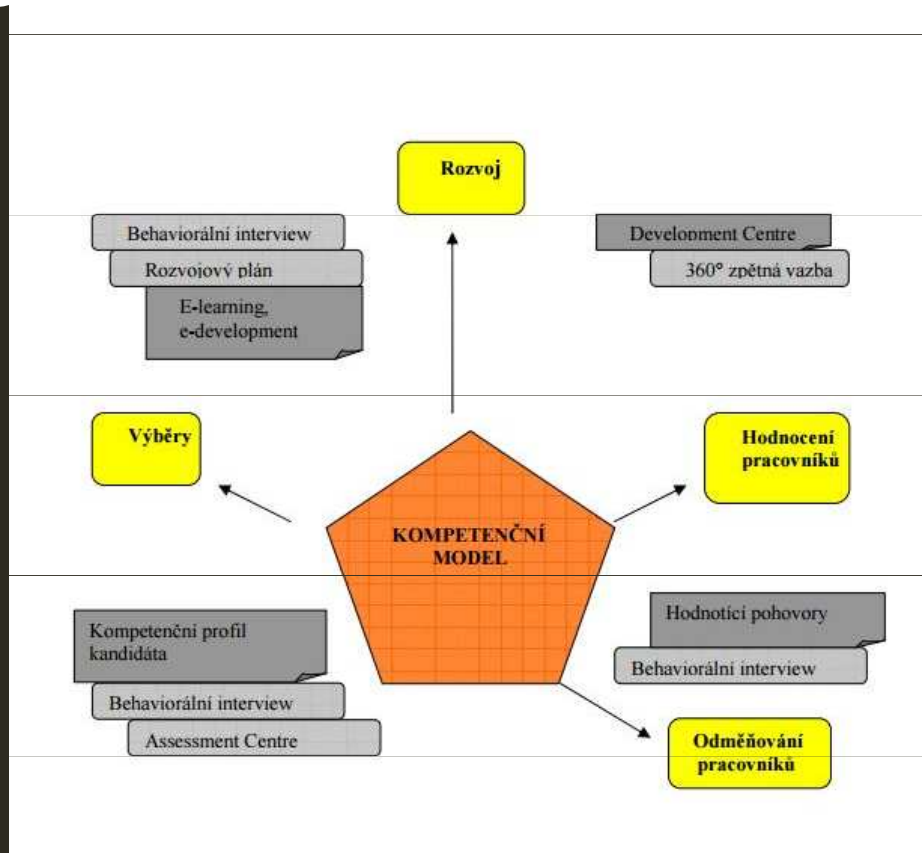 Rozvoj
Behaviorální interview
Rozvojový plán
E-learning,
e-development
Development Centre
360° zpětná vazba
Výběry
Hodnocení
pracovníků
KOMPETENČNÍ
MODEL
Kompetenční profil
kandidáta
Behaviorální interview
Assessment Centre
Hodnotící pohovory
Behaviorální interview
Odměňování
pracovníků